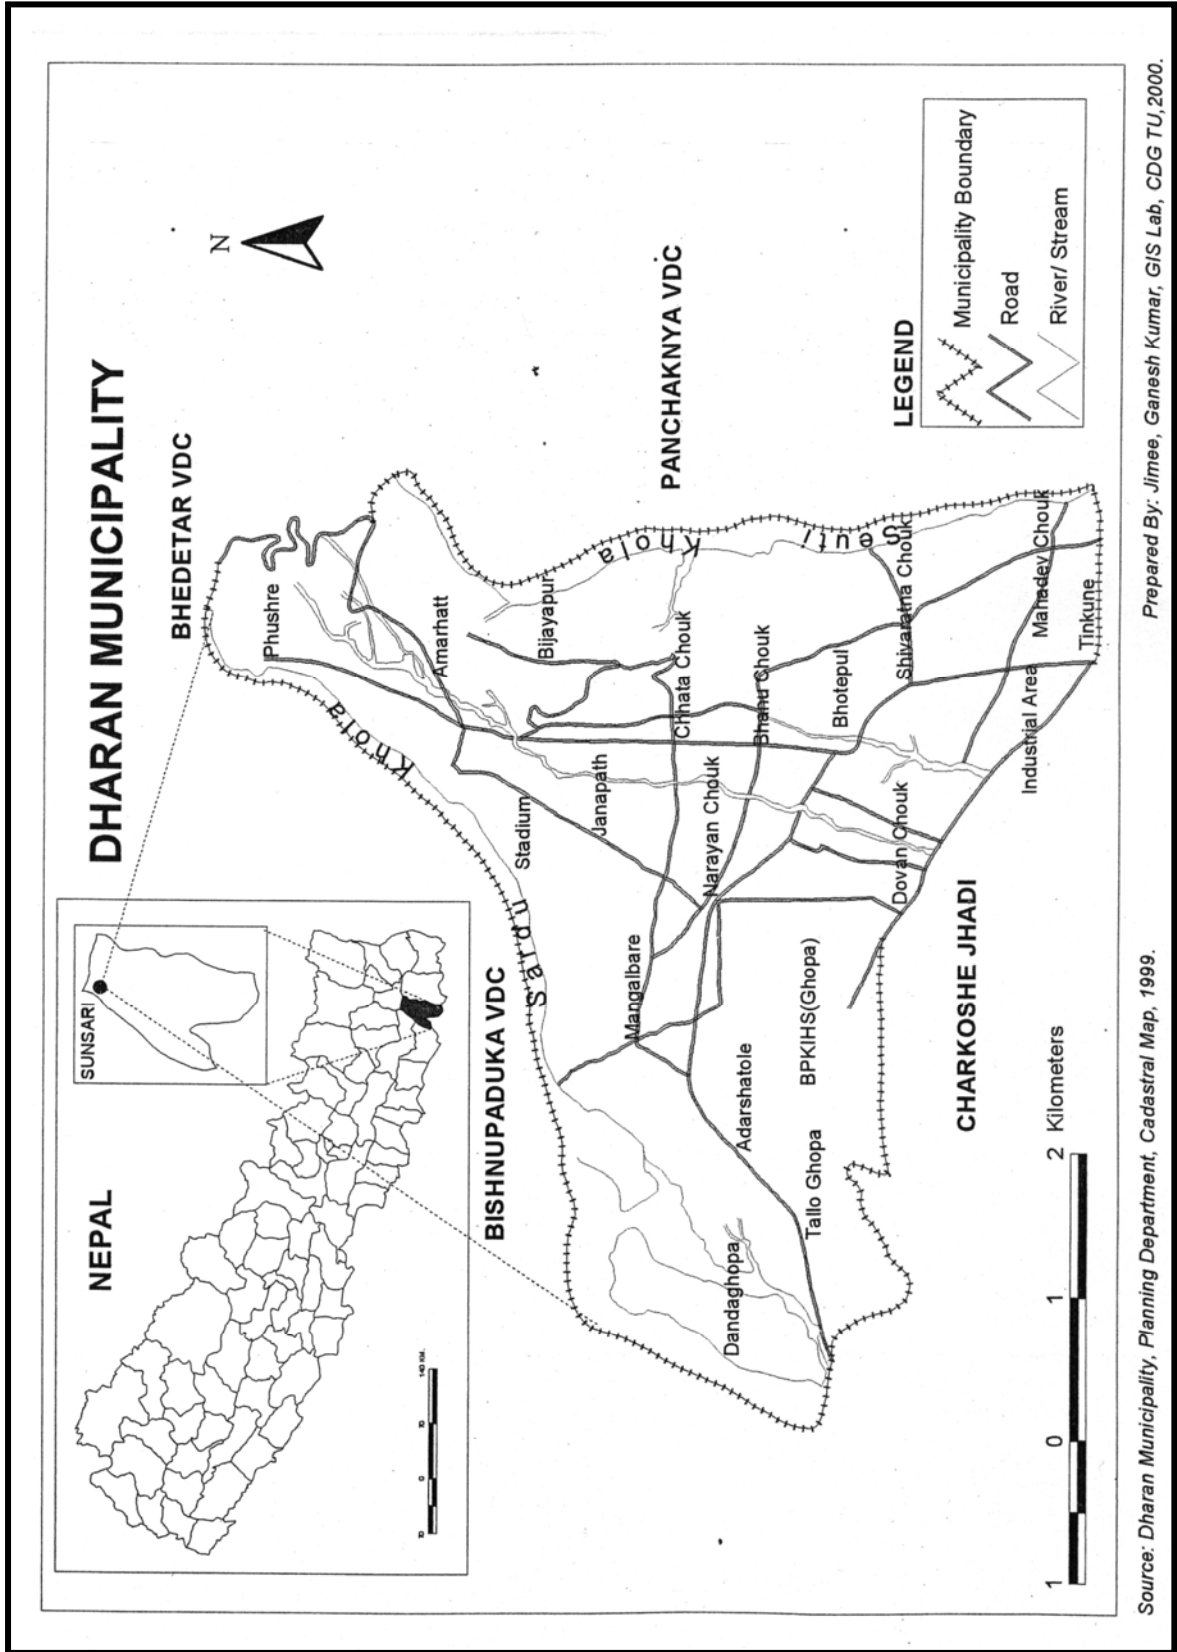 DHARAN MUNICIPALITY
NEPAL
SUNSARI
N
BHEDETAR VDC
BISHNUPADUKA VDC
PANCHAKNYA VDC
CHARKOSHE JHADI
Phushre
Amarhatt
Bijayapur
Sardu Khola
Seuti Khola
Stadium
Janapath
Chhata Chouk
Mangalbare
Narayan Chouk
Bhanu Chouk
Bhotepul
Shivaratna Chouk
Adarshatole
BPKIHS(Ghopa)
Dovan Chouk
Dandaghopa
Tallo Ghopa
Industrial Area
Mahadev Chouk
Tinkune
LEGEND
Municipality Boundary
Road
River/ Stream
1 0 1 2 Kilometers
Source: Dharan Municipality, Planning Department, Cadastral Map, 1999.
Prepared By: Jimee, Ganesh Kumar, GIS Lab, CDG TU,2000.